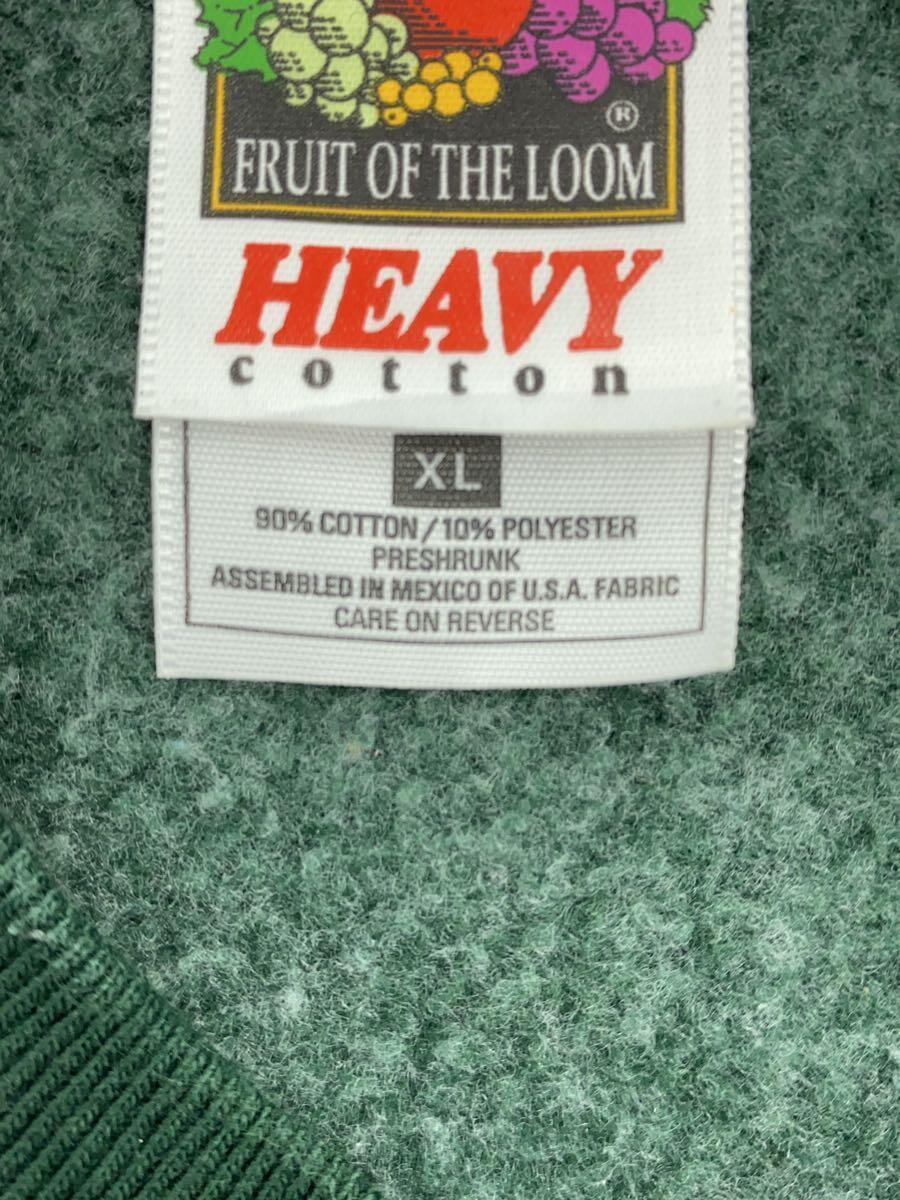 ®
FRUIT OF THE LOOM
HEAVY
cotton
XL
90% COTTON/10% POLYESTER
PRESHRUNK
ASSEMBLED IN MEXICO OF U.S.A. FABRIC
CARE ON REVERSE